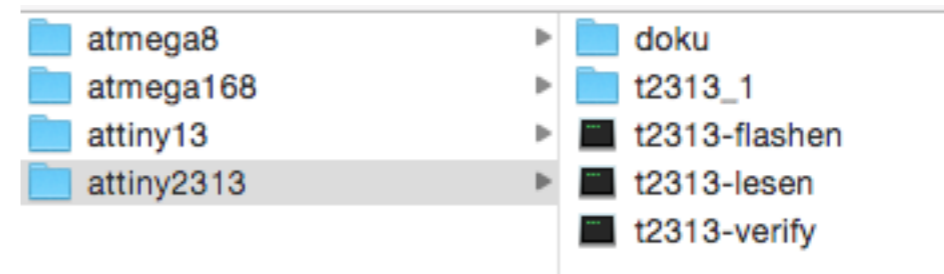 atmega8
atmega168
attiny13
attiny2313
doku
t2313_1
t2313-flashen
t2313-lesen
t2313-verify